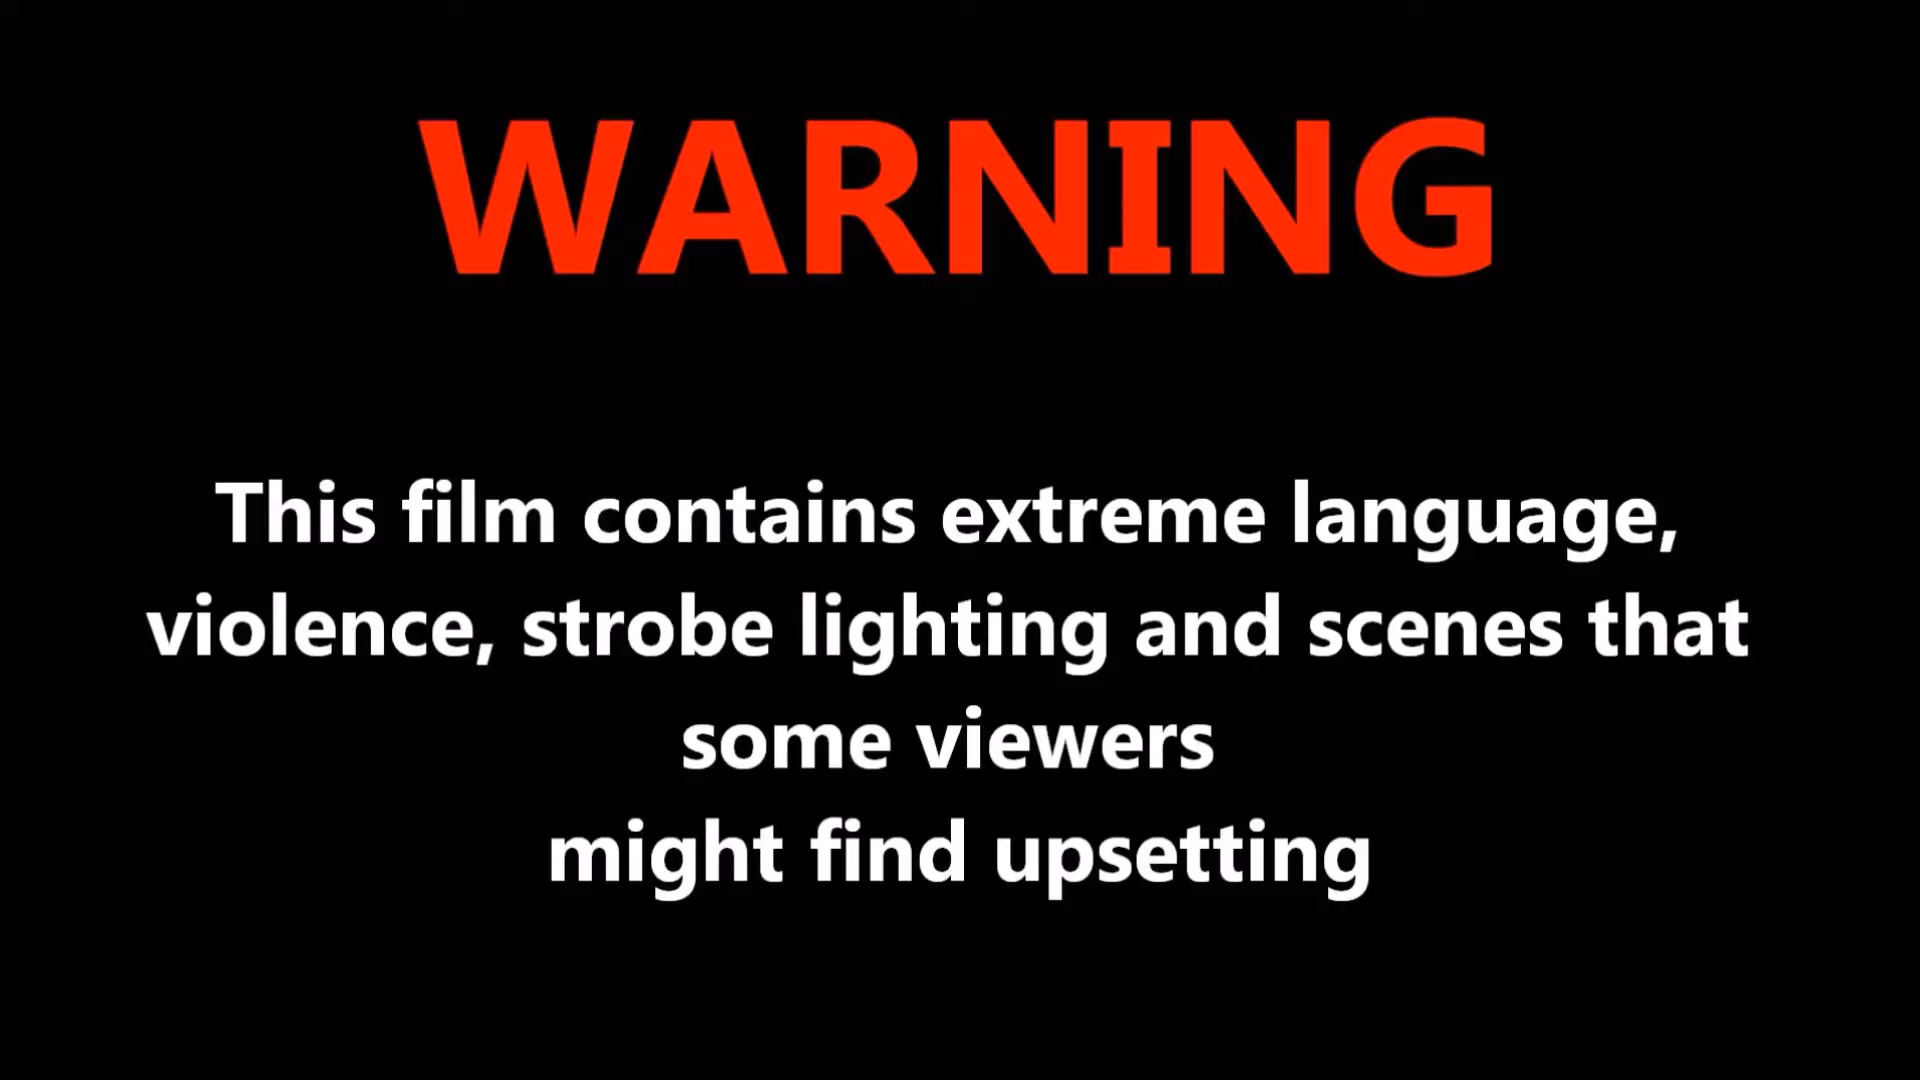 WARNING
This film contains extreme language,
violence, strobe lighting and scenes that
some viewers
might find upsetting